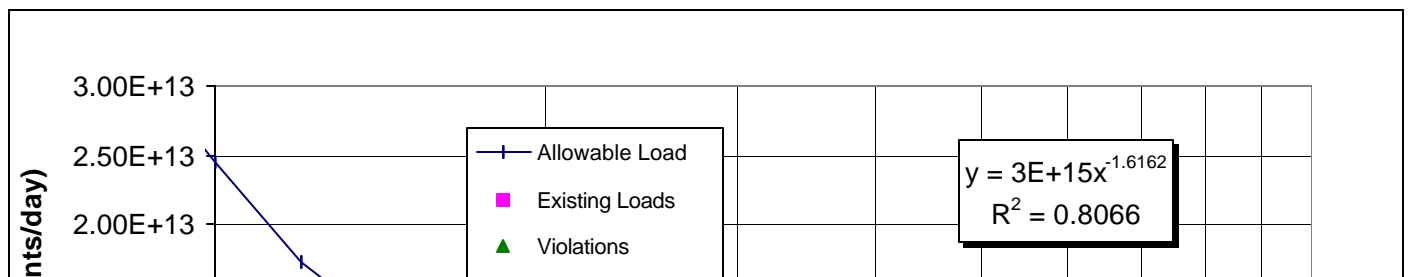 3.00E+13
2.50E+13
2.00E+13
nts/day)
Allowable Load
Existing Loads
Violations
y = 3E+15x^-1.6162
R² = 0.8066